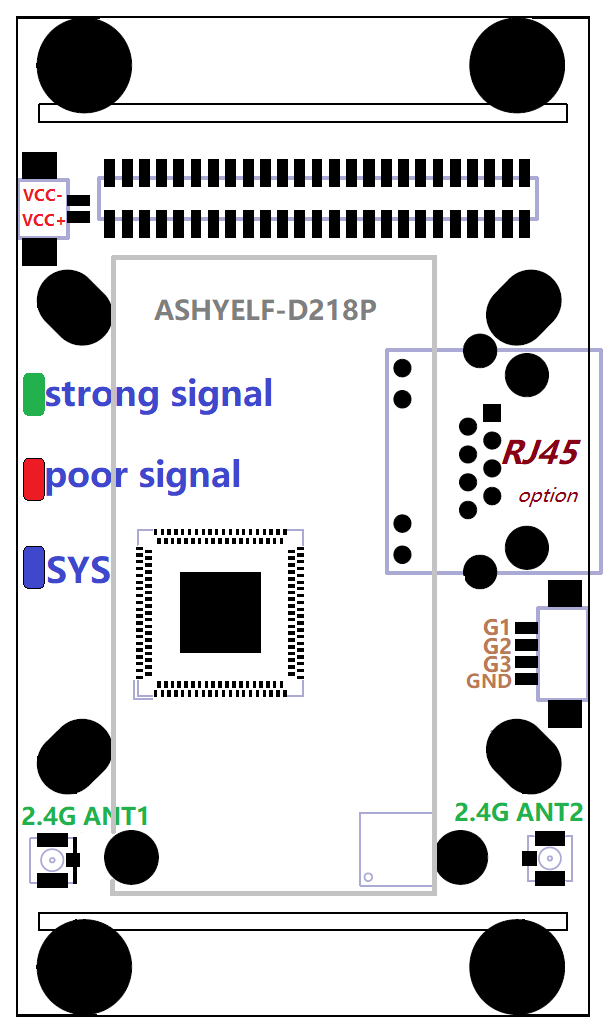 VCC-
VCC+
ASHYELF-D218P
strong signal
poor signal
RJ45
option
SYS
G1
G2
G3
GND
2.4G ANT1
2.4G ANT2